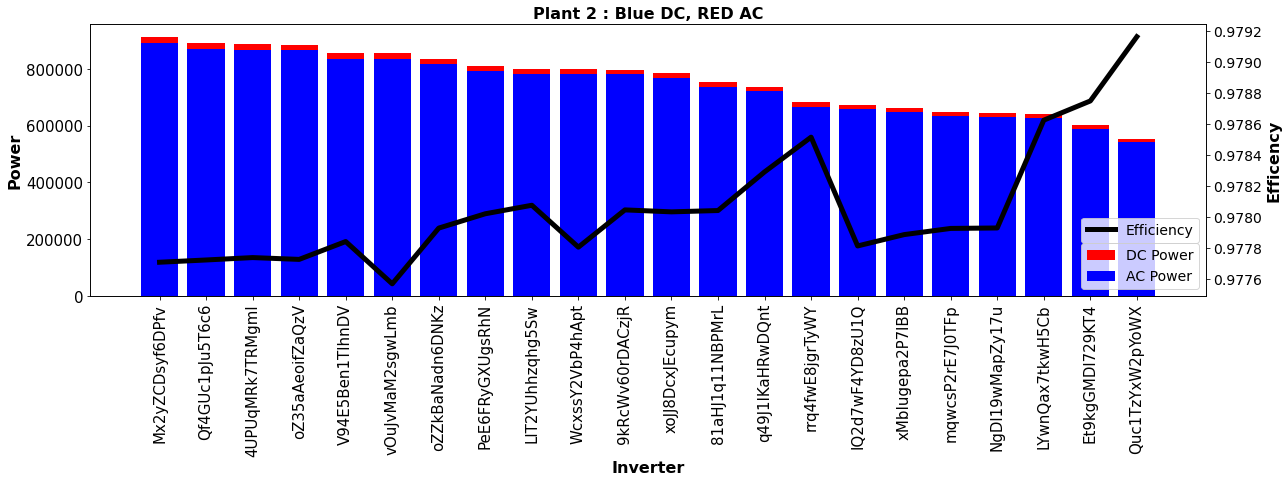 Plant 2 : Blue DC, RED AC
Power
800000
600000
400000
200000
0
0.9792
0.9790
0.9788
0.9786
0.9784
0.9782
0.9780
0.9778
0.9776
Efficency
Efficiency
DC Power
AC Power
Mx2yZCDsyf6DPfv
Qf4GUc1pJu5T6c6
4UPUqMRk7TRMgml
oZ35aAeoifZaQzV
V94E5Ben1TlhnDV
vOuJvMaM2sgwLmb
oZZkBaNadn6DNKz
PeE6FRyGXUgsRhN
LlT2YUhhzqhg5Sw
WcxssY2VbP4hApt
9kRcWv60rDACzjR
xoJJ8DcxJEcupym
81aHJ1q11NBPMrL
q49J1IKaHRwDQnt
rrq4fwE8jgrTyWY
IQ2d7wF4YD8zU1Q
xMbIugepa2P7lBB
mqwcsP2rE7J0TFp
NgDl19wMapZy17u
LYwnQax7tkwH5Cb
Et9kgGMDl729KT4
Quc1TzYxW2pYoWX
Inverter